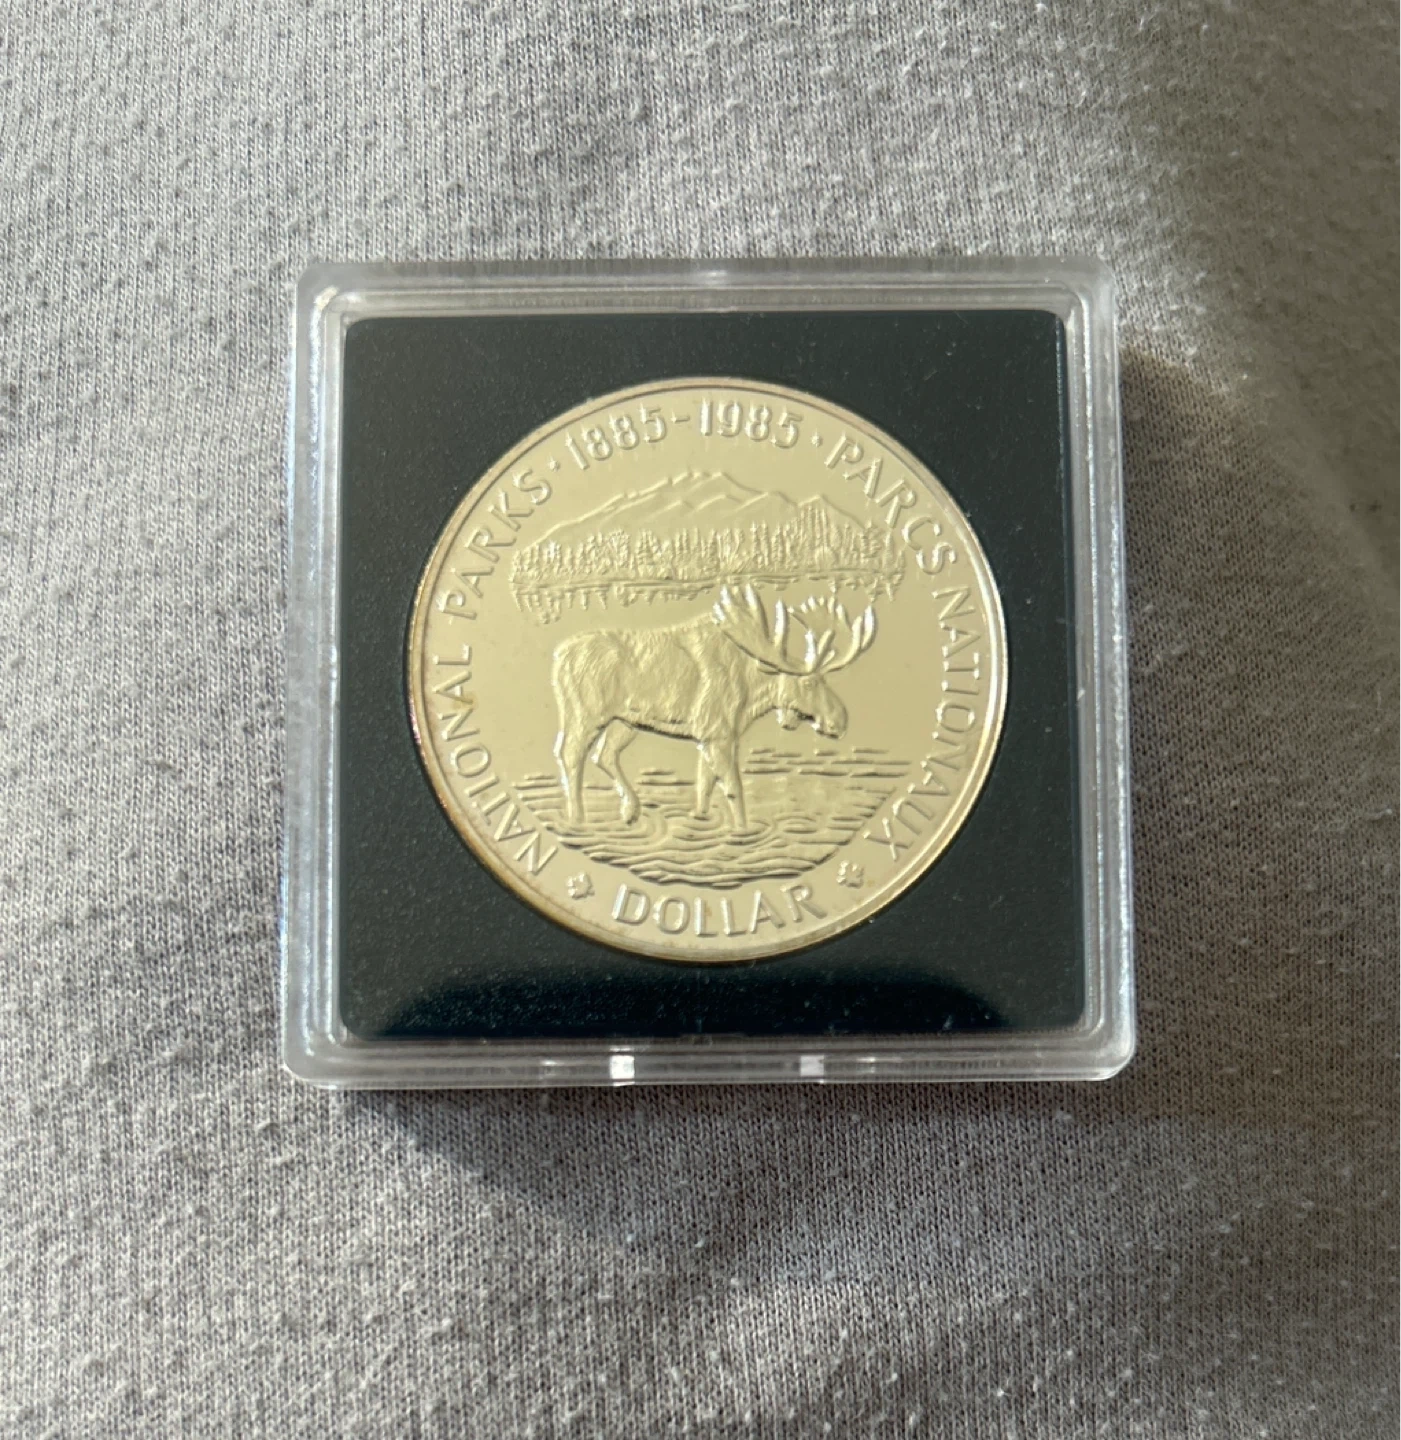 NATIONAL PARKS · 1885-1985 · PARCS NATIONAUX
DOLLAR